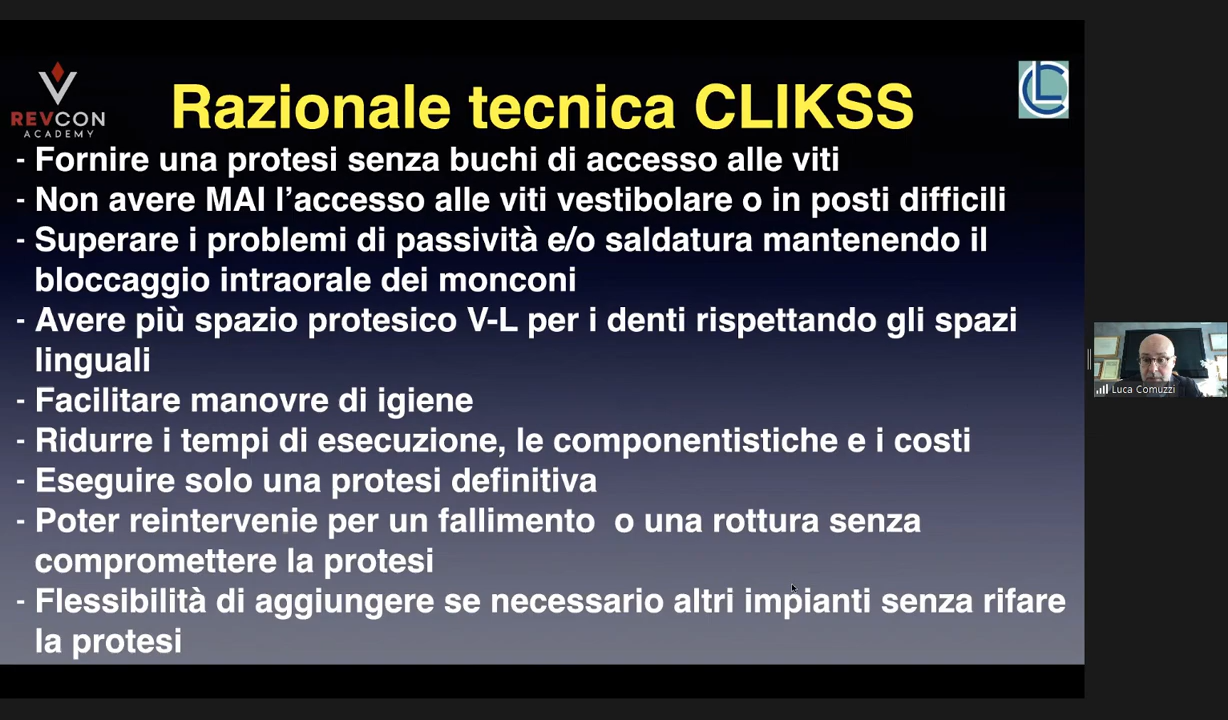 REVCON
ACADEMY
Razionale tecnica CLIKSS
- Fornire una protesi senza buchi di accesso alle viti
- Non avere MAI l’accesso alle viti vestibolare o in posti difficili
- Superare i problemi di passività e/o saldatura mantenendo il
bloccaggio intraorale dei monconi
- Avere più spazio protesico V-L per i denti rispettando gli spazi
linguali
- Facilitare manovre di igiene
- Ridurre i tempi di esecuzione, le componentistiche e i costi
- Eseguire solo una protesi definitiva
- Poter reintervenie per un fallimento  o una rottura senza
compromettere la protesi
- Flessibilità di aggiungere se necessario altri impianti senza rifare
la protesi
Luca Comuzzi